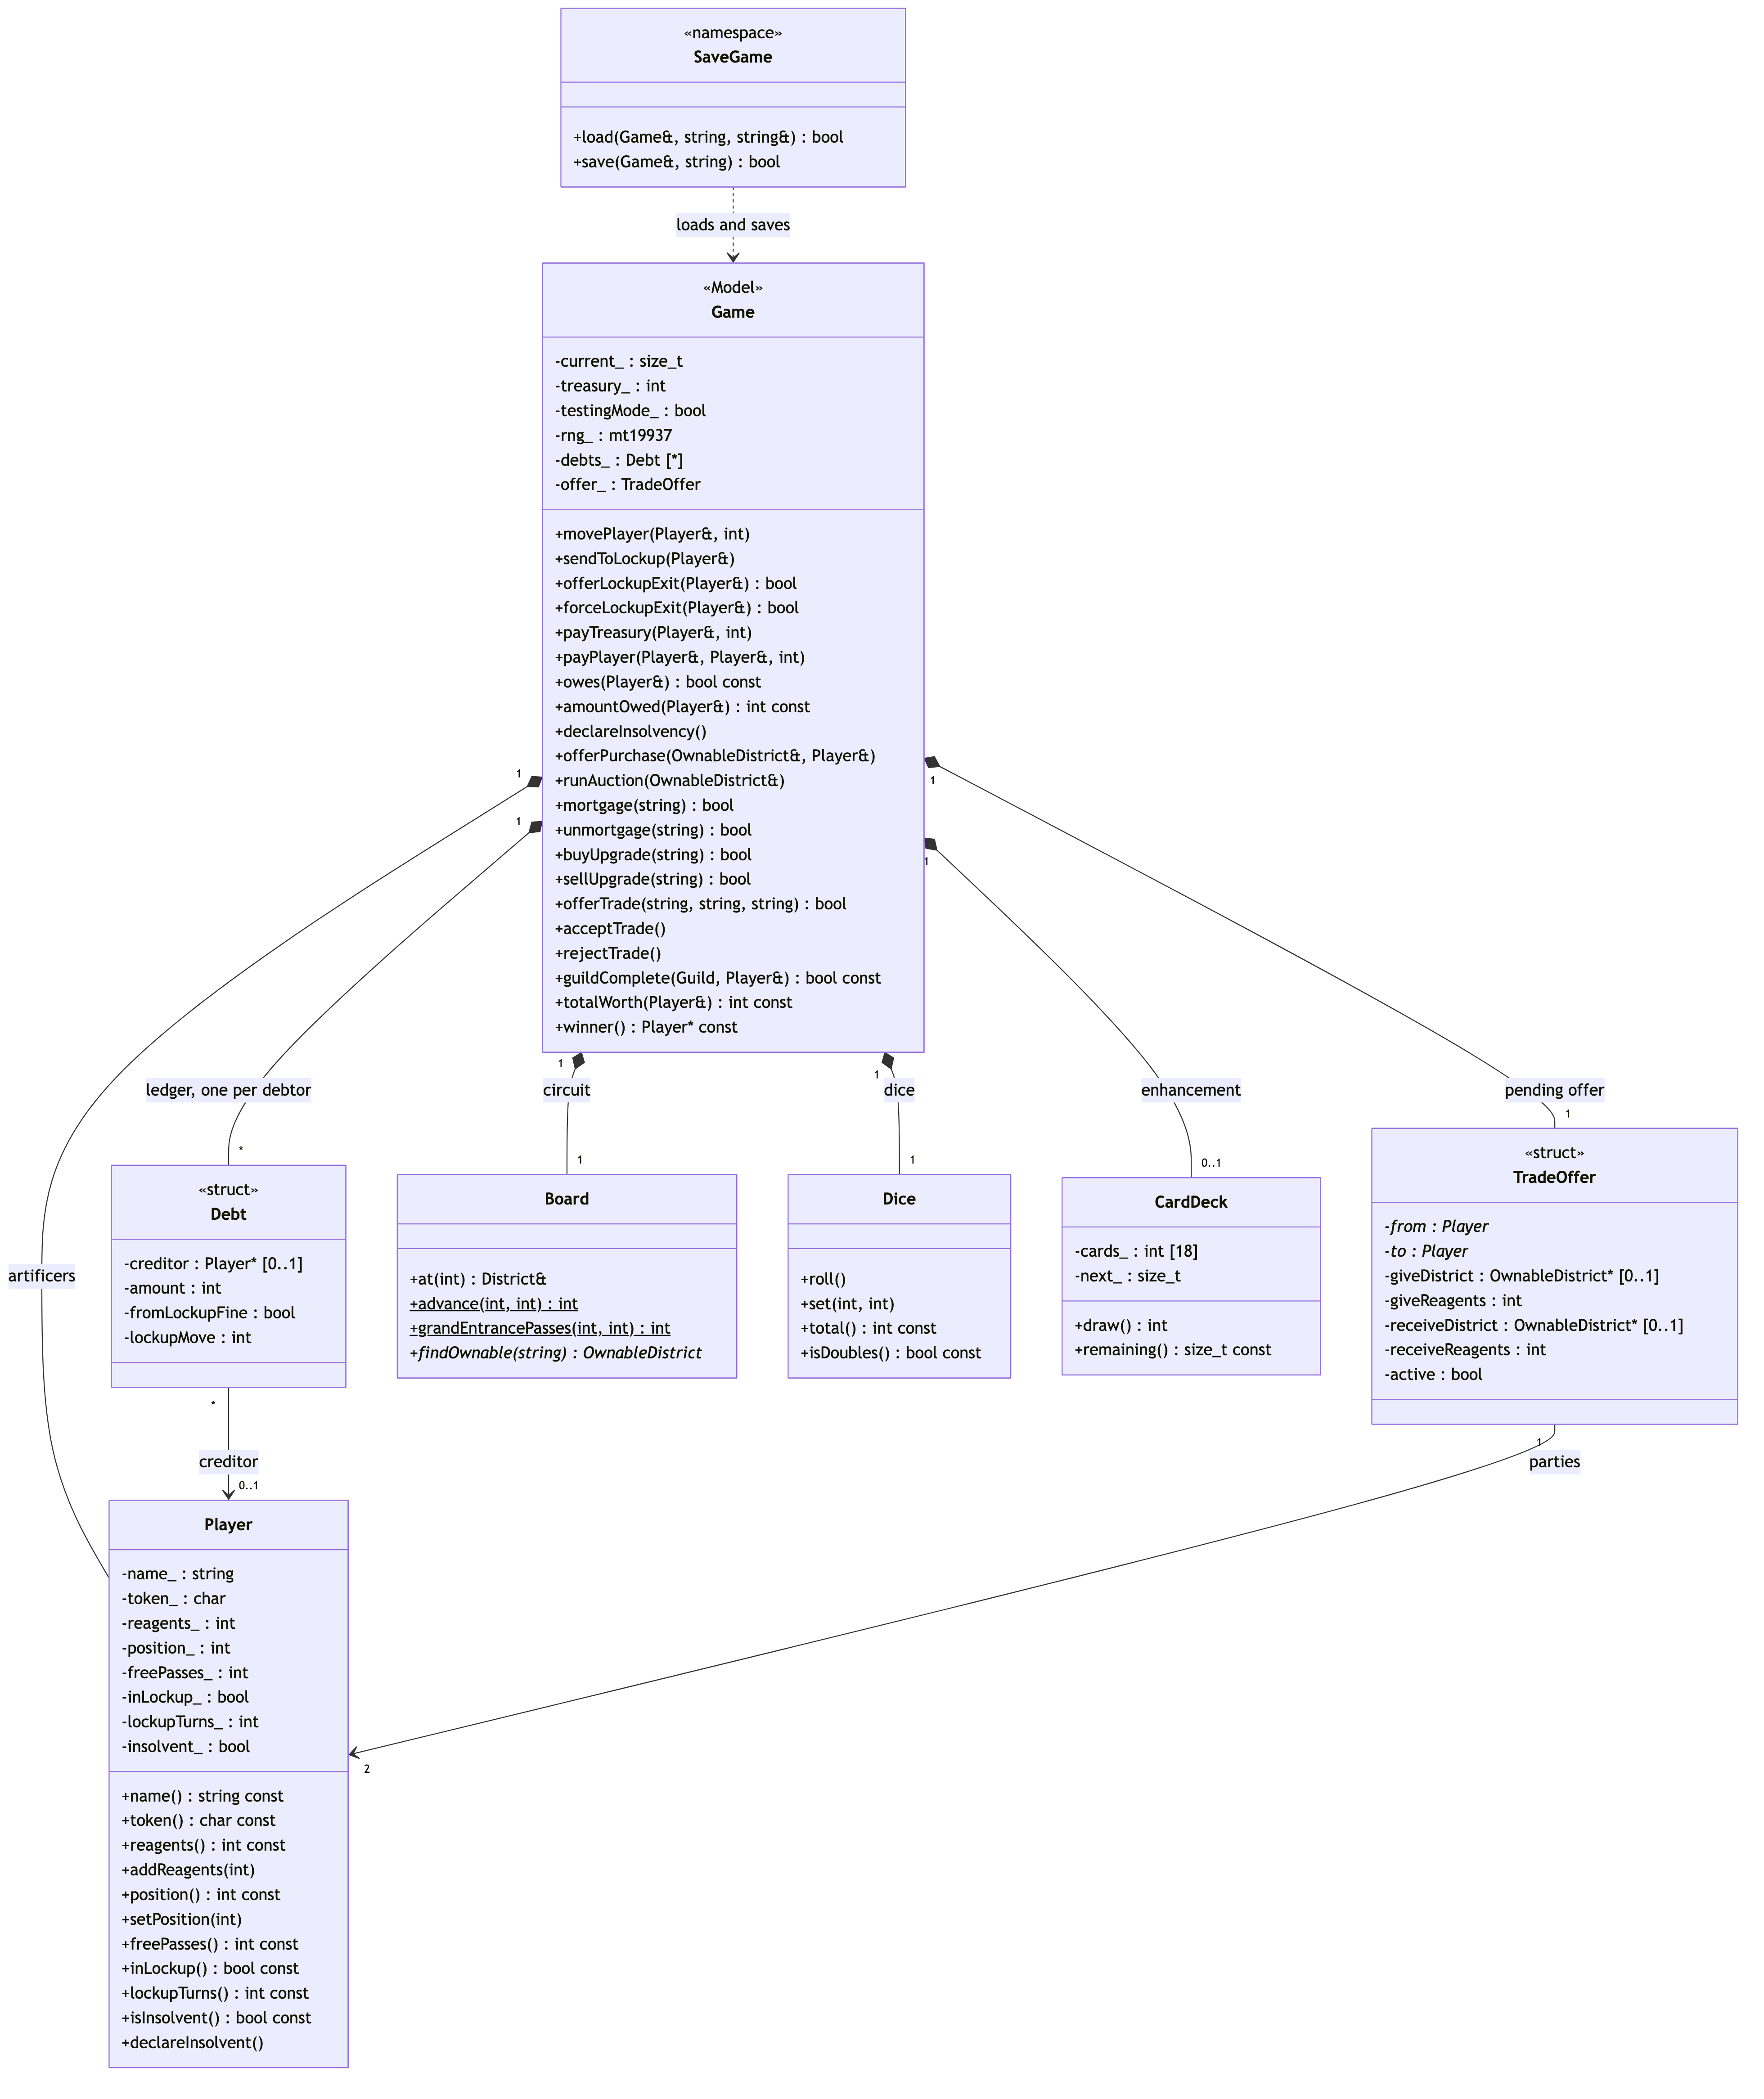 «namespace»
SaveGame
+load(Game&, string, string&) : bool
+save(Game&, string) : bool
loads and saves
«Model»
Game
-current_ : size_t
-treasury_ : int
-testingMode_ : bool
-rng_ : mt19937
-debts_ : Debt [*]
-offer_ : TradeOffer
+movePlayer(Player&, int)
+sendToLockup(Player&)
+offerLockupExit(Player&) : bool
+forceLockupExit(Player&) : bool
+payTreasury(Player&, int)
+payPlayer(Player&, Player&, int)
+owes(Player&) : bool const
+amountOwed(Player&) : int const
+declareInsolvency()
+offerPurchase(OwnableDistrict&, Player&)
+runAuction(OwnableDistrict&)
+mortgage(string) : bool
+unmortgage(string) : bool
+buyUpgrade(string) : bool
+sellUpgrade(string) : bool
+offerTrade(string, string, string) : bool
+acceptTrade()
+rejectTrade()
+guildComplete(Guild, Player&) : bool const
+totalWorth(Player&) : int const
+winner() : Player* const
1
1
1
1
1
1
ledger, one per debtor
circuit
dice
enhancement
pending offer
*
1
1
0..1
1
artificers
«struct»
Debt
-creditor : Player* [0..1]
-amount : int
-fromLockupFine : bool
-lockupMove : int
Board
+at(int) : District&
+advance(int, int) : int
+grandEntrancePasses(int, int) : int
+findOwnable(string) : OwnableDistrict
Dice
+roll()
+set(int, int)
+total() : int const
+isDoubles() : bool const
CardDeck
-cards_ : int [18]
-next_ : size_t
+draw() : int
+remaining() : size_t const
«struct»
TradeOffer
-from : Player
-to : Player
-giveDistrict : OwnableDistrict* [0..1]
-giveReagents : int
-receiveDistrict : OwnableDistrict* [0..1]
-receiveReagents : int
-active : bool
*
creditor
0..1
1
parties
2
Player
-name_ : string
-token_ : char
-reagents_ : int
-position_ : int
-freePasses_ : int
-inLockup_ : bool
-lockupTurns_ : int
-insolvent_ : bool
+name() : string const
+token() : char const
+reagents() : int const
+addReagents(int)
+position() : int const
+setPosition(int)
+freePasses() : int const
+inLockup() : bool const
+lockupTurns() : int const
+isInsolvent() : bool const
+declareInsolvent()